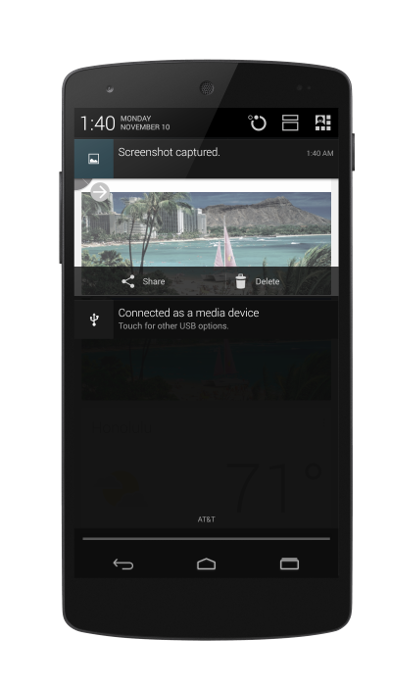 1:40
MONDAY
NOVEMBER 10
Screenshot captured.
1:40 AM
Share
Delete
Connected as a media device
Touch for other USB options.
71°
AT&T